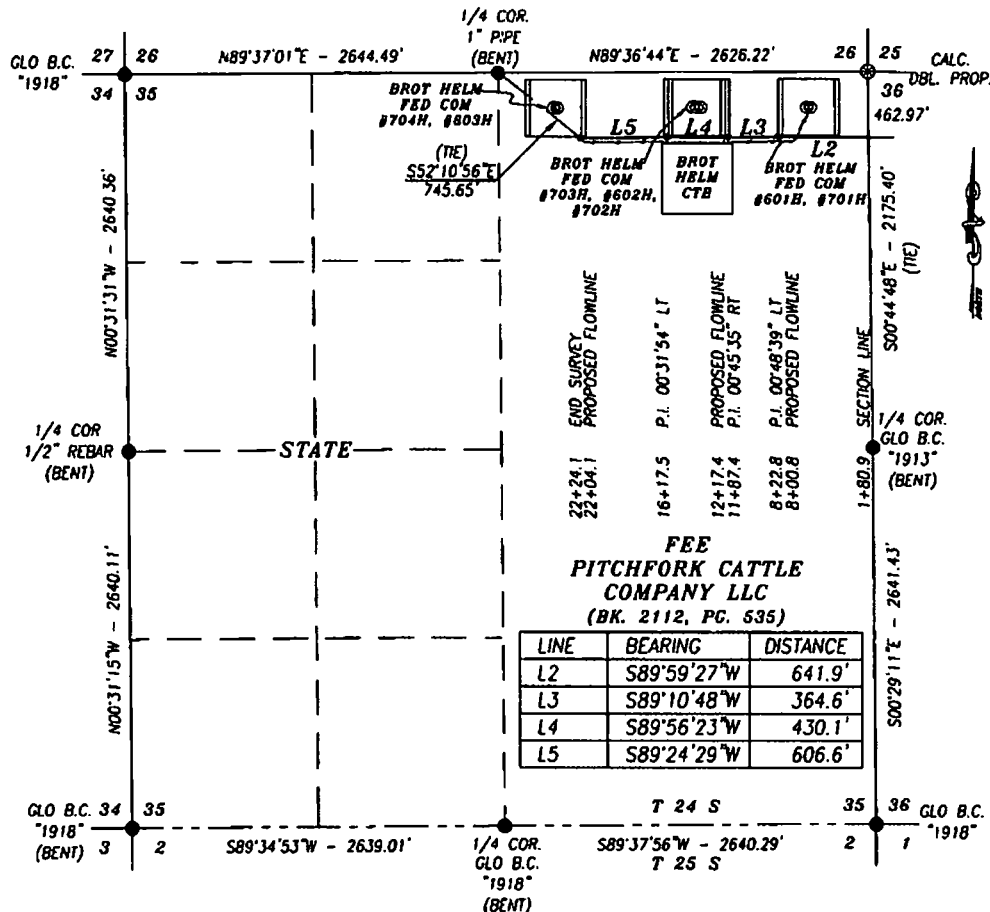 1/4 COR.
1" PIPE
(BENT)
27 26
GLO B.C.
"1918"
34 35
N89°37'01"E - 2644.49'
N89°36'44"E - 2626.22'
26 25
CALC.
DBL. PROP.
36
462.97'
BROT HELM
FED COM
#704H, #603H
(TIE)
S52°10'56"E
745.65'
L5
L4
L3
L2
BROT HELM
FED COM
#703H, #602H,
#702H
BROT
HELM
CTB
BROT HELM
FED COM
#601H, #701H
N00°31'31"W - 2640.36'
S00°44'48"E - 2175.40'
(TIE)
22+24.1 END SURVEY
22+04.1 PROPOSED FLOWLINE
16+17.5 P.I. 00°31'54" LT
12+17.4 PROPOSED FLOWLINE
11+87.4 P.I. 00°45'35" RT
8+22.8 P.I. 00°48'39" LT
8+00.8 PROPOSED FLOWLINE
1+80.9 SECTION LINE
1/4 COR
1/2" REBAR
(BENT)
STATE
1/4 COR.
GLO B.C.
"1913"
(BENT)
FEE
PITCHFORK CATTLE
COMPANY LLC
(BK. 2112, PG. 535)
LINE BEARING DISTANCE
L2 S89°59'27"W 641.9'
L3 S89°10'48"W 364.6'
L4 S89°56'23"W 430.1'
L5 S89°24'29"W 606.6'
N00°31'15"W - 2640.11'
S00°29'11"E - 2641.43'
GLO B.C. 34 35
"1918"
(BENT) 3 2
S89°34'53"W - 2639.01'
1/4 COR.
GLO B.C.
"1918"
(BENT)
T 24 S
S89°37'56"W - 2640.29'
T 25 S
35 36 GLO B.C.
"1918"
2 1